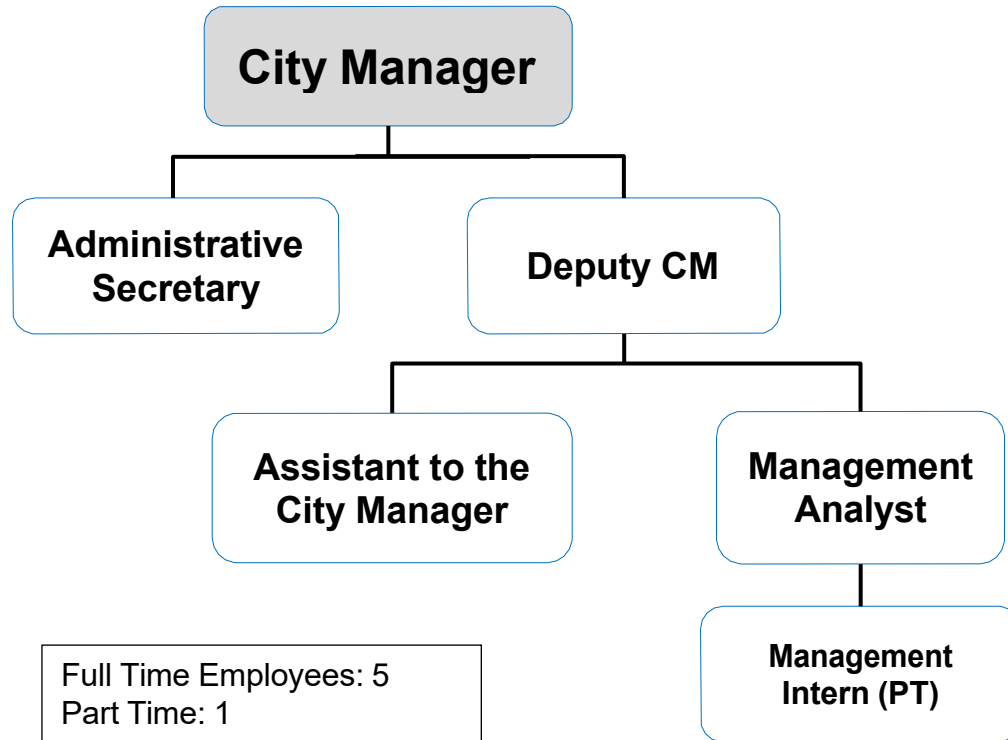 City Manager
Administrative
Secretary
Deputy CM
Assistant to the
City Manager
Management
Analyst
Management
Intern (PT)
Full Time Employees: 5
Part Time: 1